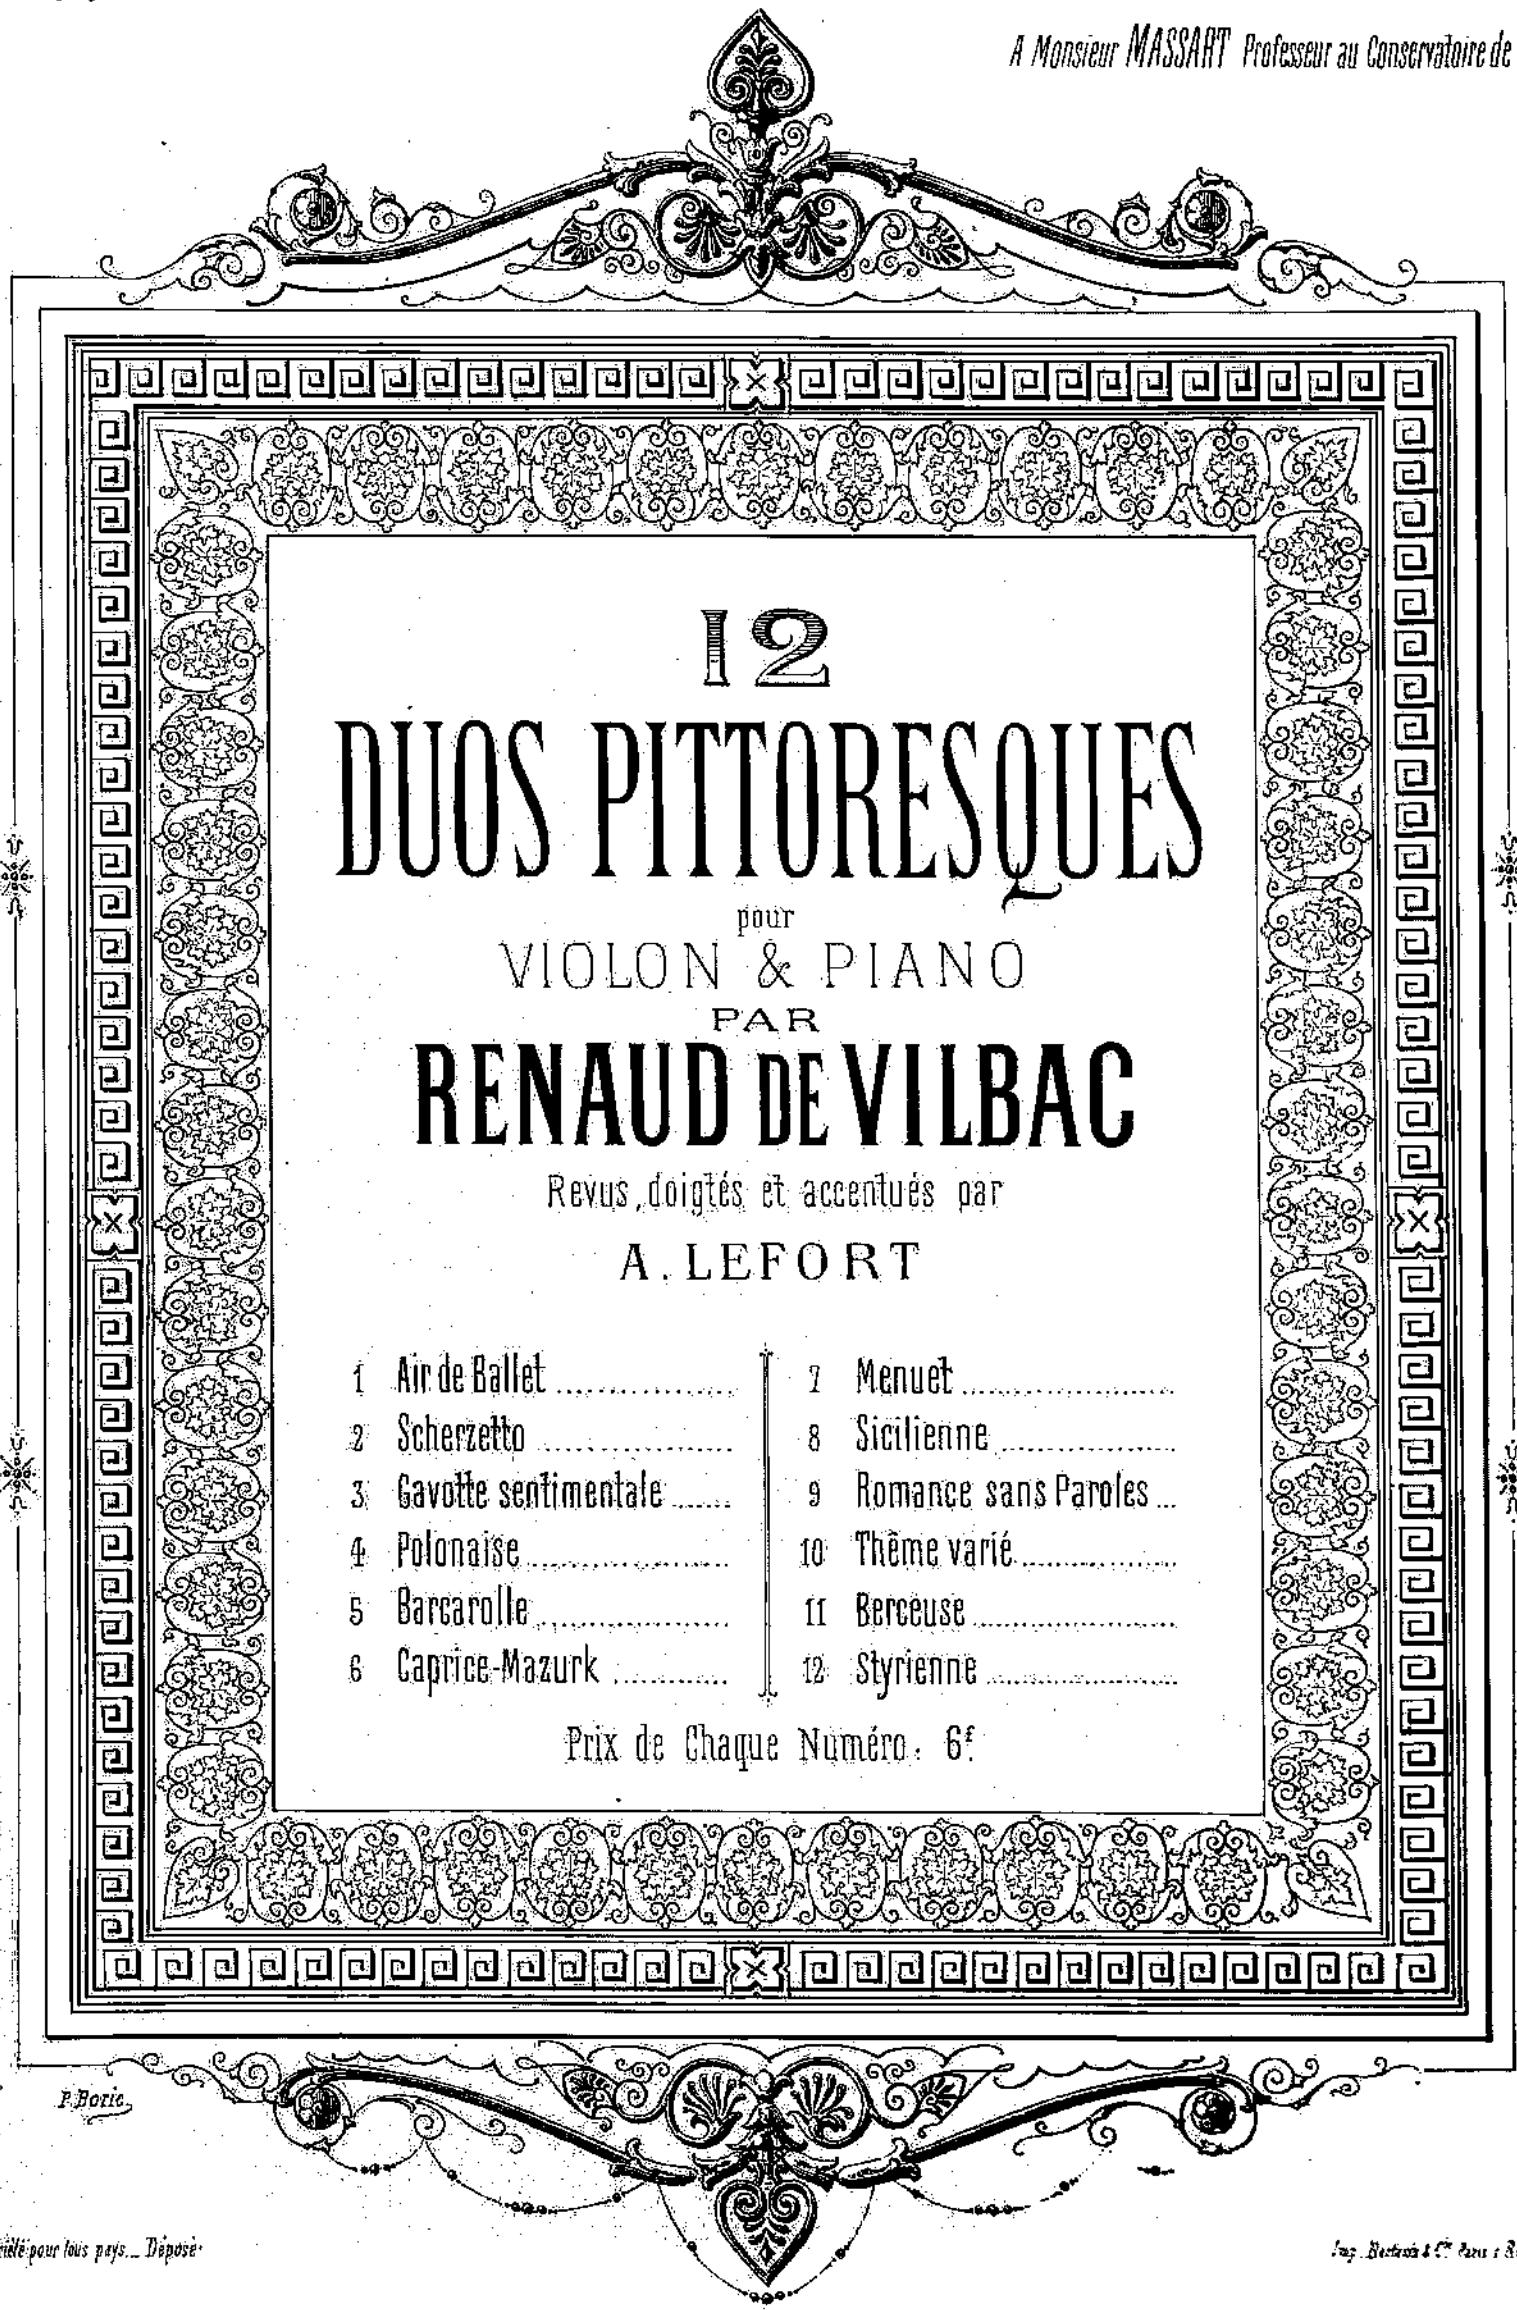 A Monsieur MASSART Professeur au Conservatoire de
12
DUOS PITTORESQUES
pour
VIOLON & PIANO
PAR
RENAUD DE VILBAC
Revus, doigtés et accentués par
A. LEFORT
1 Air de Ballet
2 Scherzetto
3 Gavotte sentimentale
4 Polonaise
5 Barcarolle
6 Caprice-Mazurk
7 Menuet
8 Sicilienne
9 Romance sans Paroles
10 Thême varié
11 Berceuse
12 Styrienne
Prix de Chaque Numéro: 6f.
P. Borie
pour tous pays._ Déposé
Imp. & Cie Paris